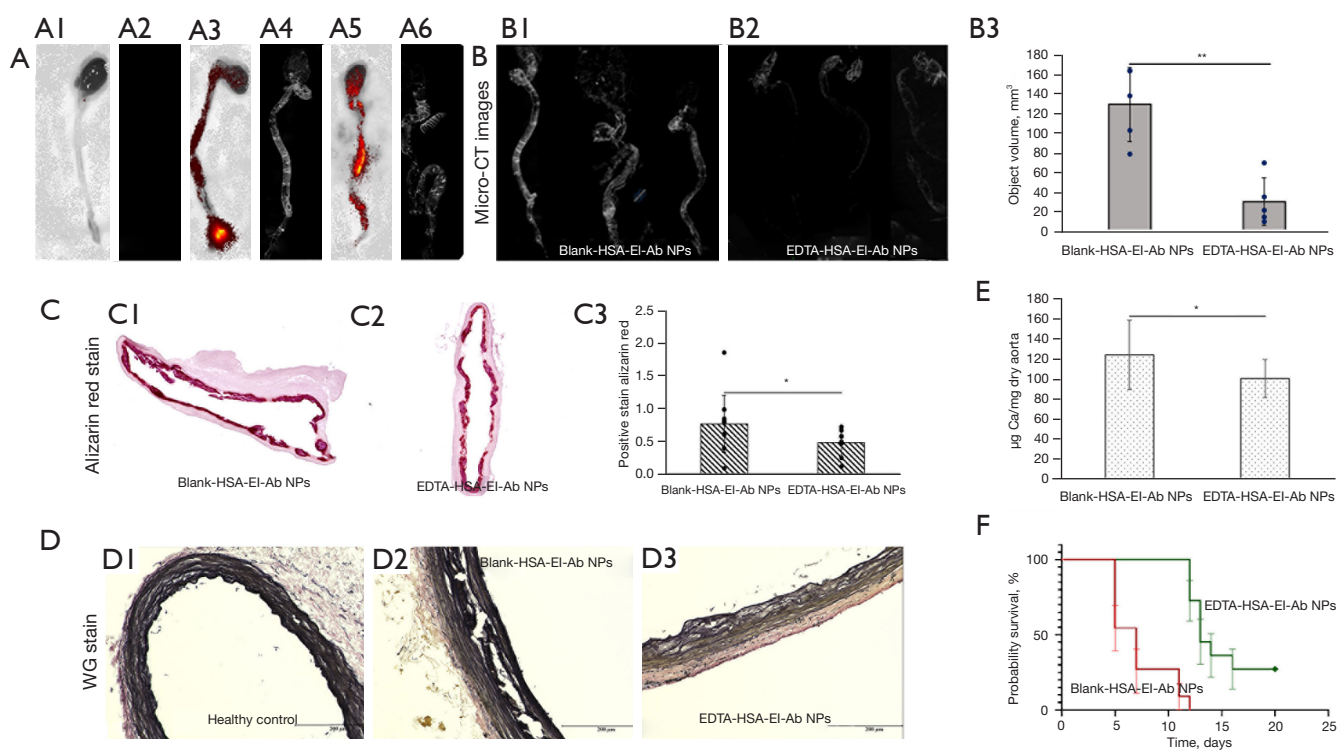 A1
A2
A3
A4
A5
A6
B1
B2
B3
A
B
Micro-CT images
Blank-HSA-El-Ab NPs
EDTA-HSA-El-Ab NPs
Object volume, mm³
180
160
140
120
100
80
60
40
20
0
**
Blank-HSA-El-Ab NPs
EDTA-HSA-El-Ab NPs
C
C1
C2
C3
Alizarin red stain
Blank-HSA-El-Ab NPs
EDTA-HSA-El-Ab NPs
Positive stain alizarin red
2.5
2.0
1.5
1.0
0.5
0.0
*
Blank-HSA-El-Ab NPs
EDTA-HSA-El-Ab NPs
E
µg Ca/mg dry aorta
180
160
140
120
100
80
60
40
20
0
*
Blank-HSA-El-Ab NPs
EDTA-HSA-El-Ab NPs
D
WG stain
D1
Healthy control
200 µm
D2
Blank-HSA-El-Ab NPs
200 µm
D3
EDTA-HSA-El-Ab NPs
200 µm
F
Probability survival, %
100
50
0
EDTA-HSA-El-Ab NPs
Blank-HSA-El-Ab NPs
0
5
10
15
20
25
Time, days